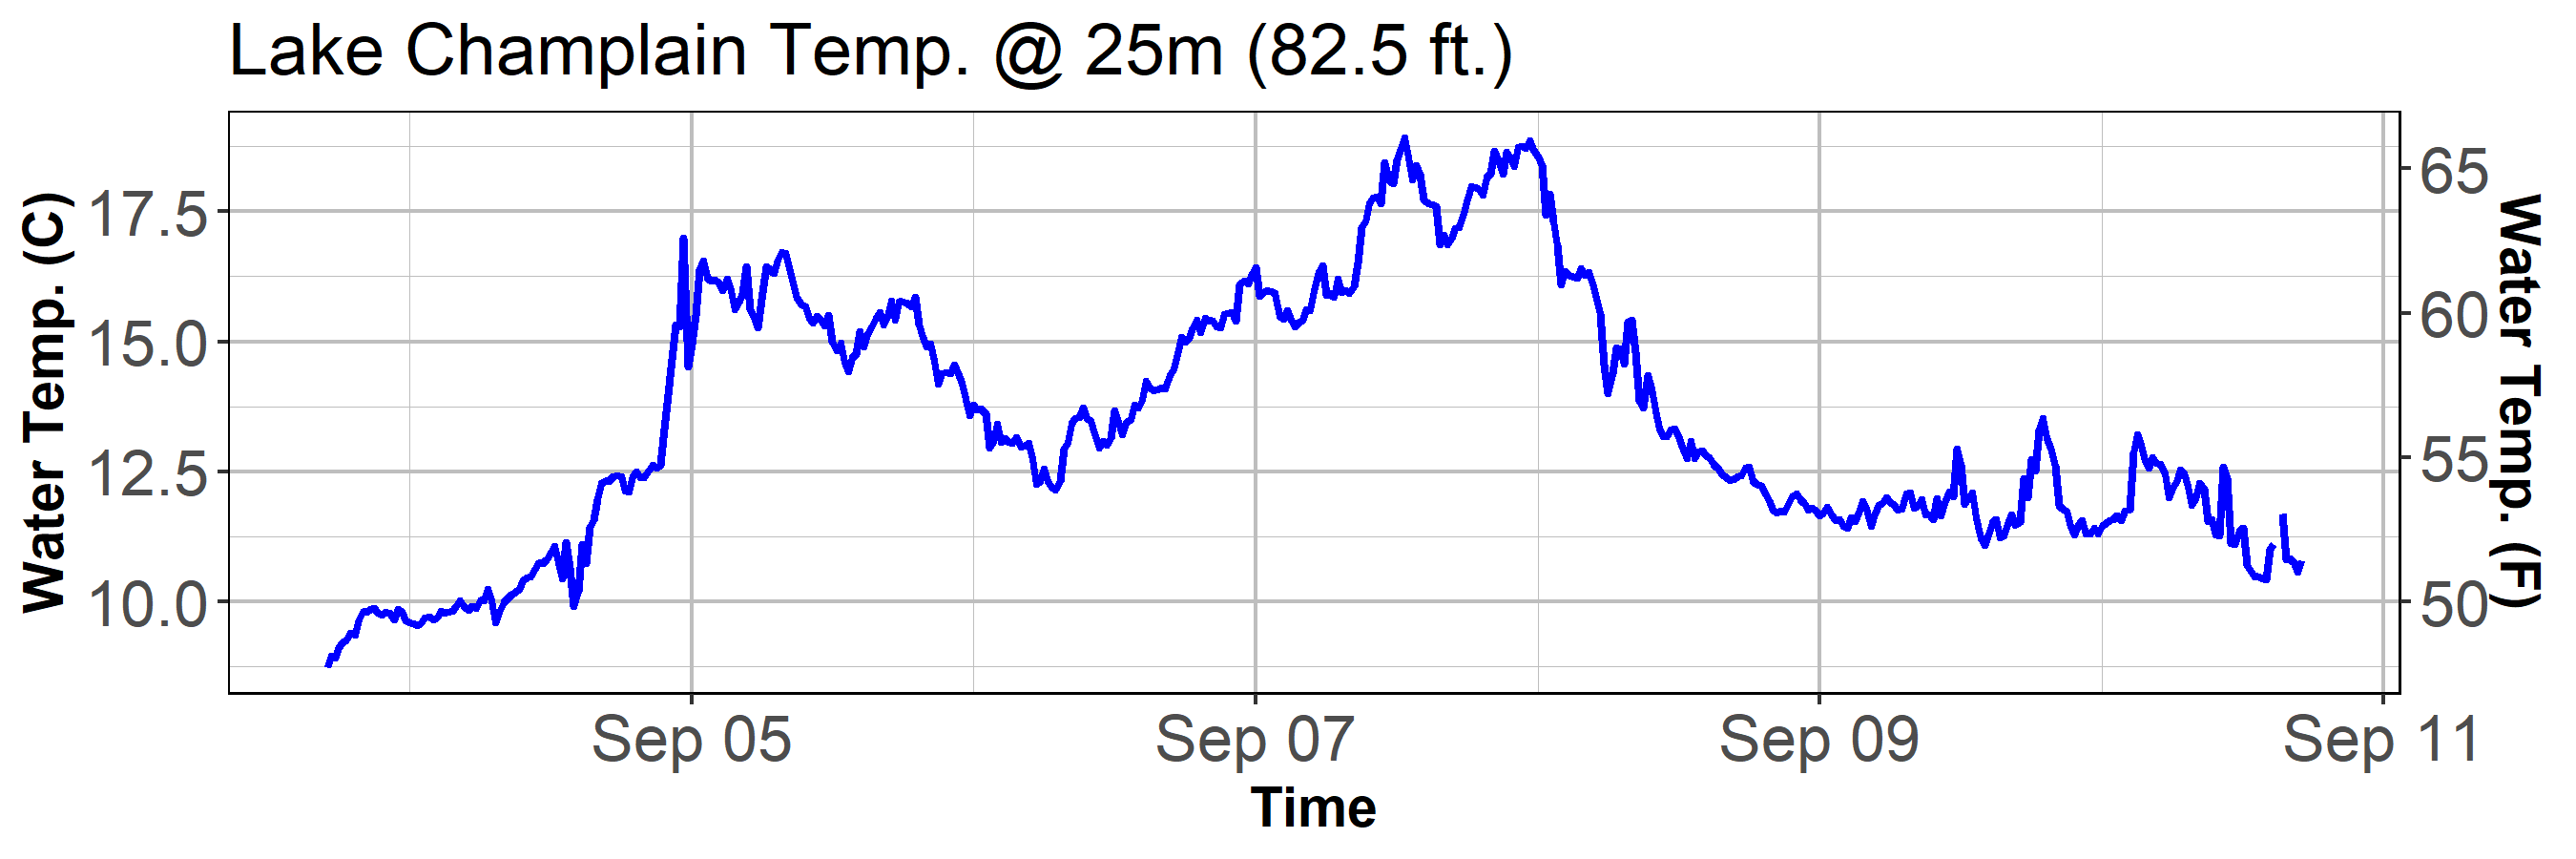 Lake Champlain Temp. @ 25m (82.5 ft.)
Water Temp. (C)
17.5
15.0
12.5
10.0
65
60
55
50
Water Temp. (F)
Sep 05
Sep 07
Sep 09
Sep 11
Time